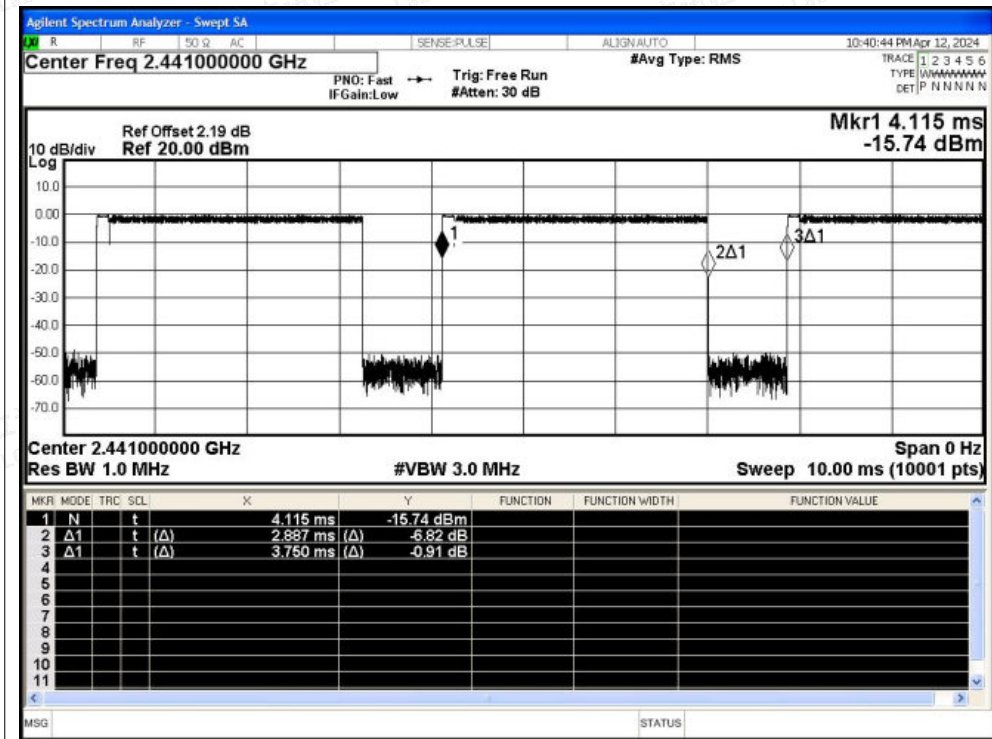 Agilent Spectrum Analyzer - Swept SA
LXI R RF 50 Ω AC SENSE:PULSE ALIGN AUTO 10:40:44 PM Apr 12, 2024
Center Freq 2.441000000 GHz #Avg Type: RMS TRACE 1 2 3 4 5 6
PNO: Fast Trig: Free Run TYPE
IFGain:Low #Atten: 30 dB DET P N N N N N
Mkr1 4.115 ms
Ref Offset 2.19 dB
10 dB/div Ref 20.00 dBm -15.74 dBm
Log
10.0
0.00
-10.0 1 3Δ1
2Δ1
-20.0
-30.0
-40.0
-50.0
-60.0
-70.0
Center 2.441000000 GHz Span 0 Hz
Res BW 1.0 MHz #VBW 3.0 MHz Sweep 10.00 ms (10001 pts)
MKR MODE TRC SCL X Y FUNCTION FUNCTION WIDTH FUNCTION VALUE
1 N t 4.115 ms -15.74 dBm
2 Δ1 t (Δ) 2.887 ms (Δ) -6.82 dB
3 Δ1 t (Δ) 3.750 ms (Δ) -0.91 dB
4
5
6
7
8
9
10
11
MSG STATUS